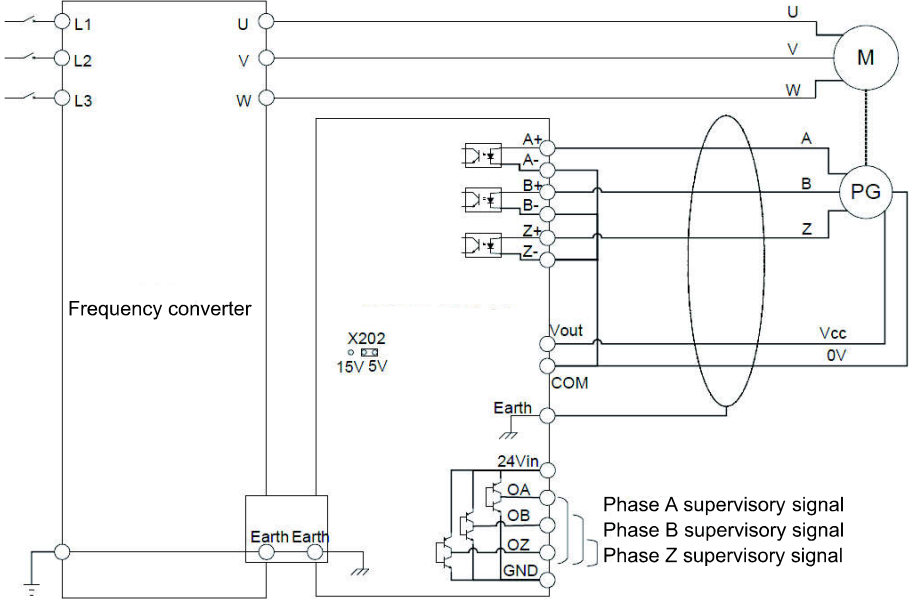 L1 U U
L2 V V M
L3 W W
A+ A
A-
B+ B PG
B-
Z+ Z
Z-
Frequency converter
Vout Vcc
X202
15V 5V
0V
COM
Earth
24Vin
OA Phase A supervisory signal
OB Phase B supervisory signal
Earth Earth
OZ Phase Z supervisory signal
GND